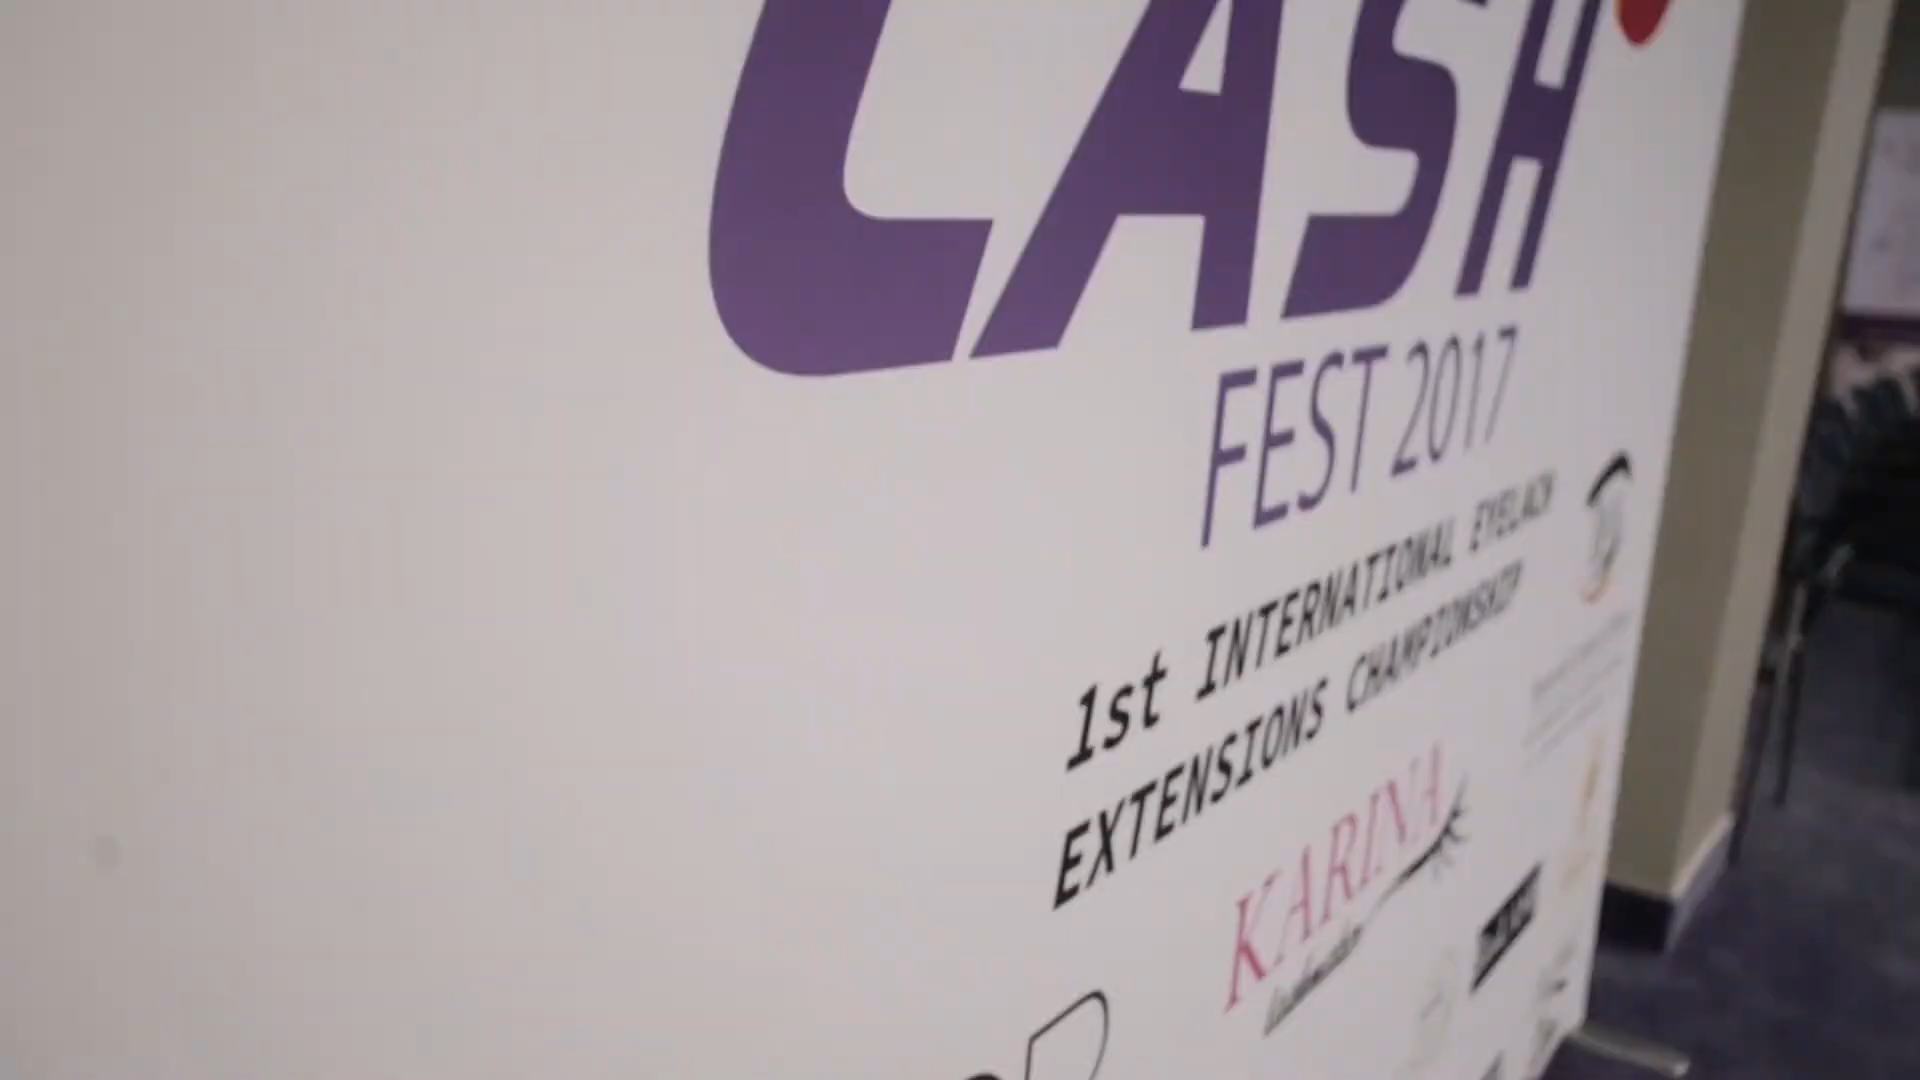 LASH
FEST 2017
1st INTERNATIONAL EYELASH
EXTENSIONS CHAMPIONSHIP
KARINA